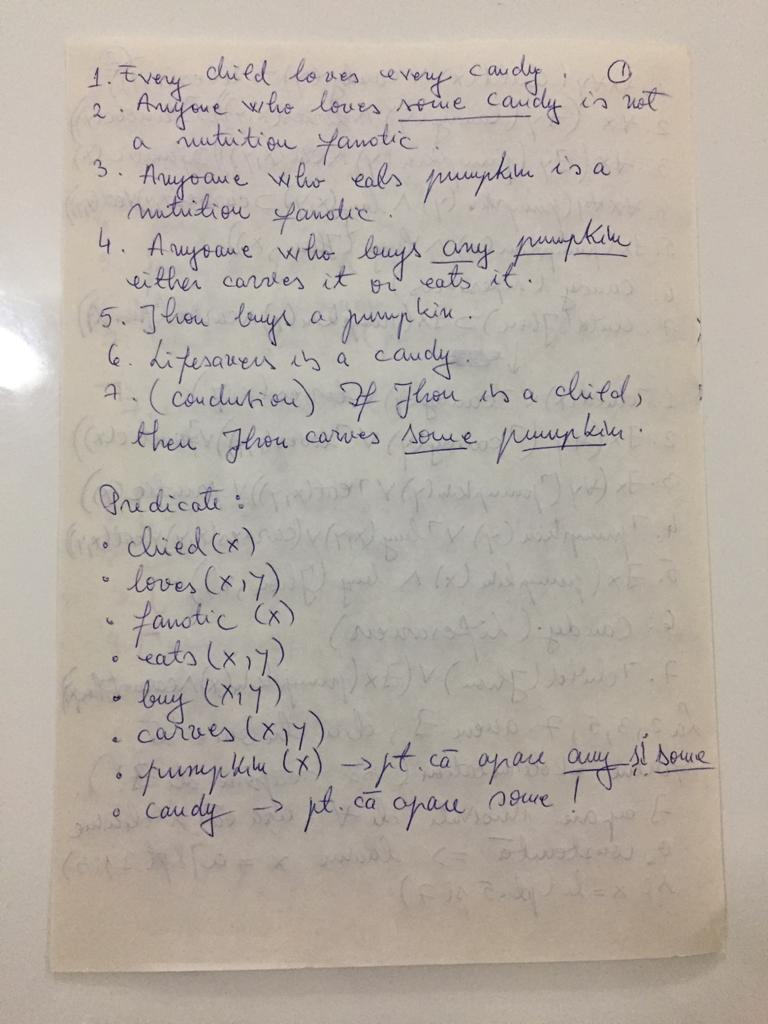 1. Every child loves every candy. ①
2. Anyone who loves some candy is not
a nutrition fanatic.
3. Anyoane who eats pumpkin is a
nutrition fanatic.
4. Anyoane who buys any pumpkin
either carves it or eats it.
5. Jhon buys a pumpkin.
6. Lifesavers is a candy.
7. (conclution) If Jhon is a child,
then Jhon carves some pumpkin.
Predicate:
• chied(x)
• loves(x,y)
• fanatic (x)
• eats(x,y)
• buy (x,y)
• carves(x,y)
• pumpkin (x) → pt. că apare any și some
• candy → pt. că apare some!